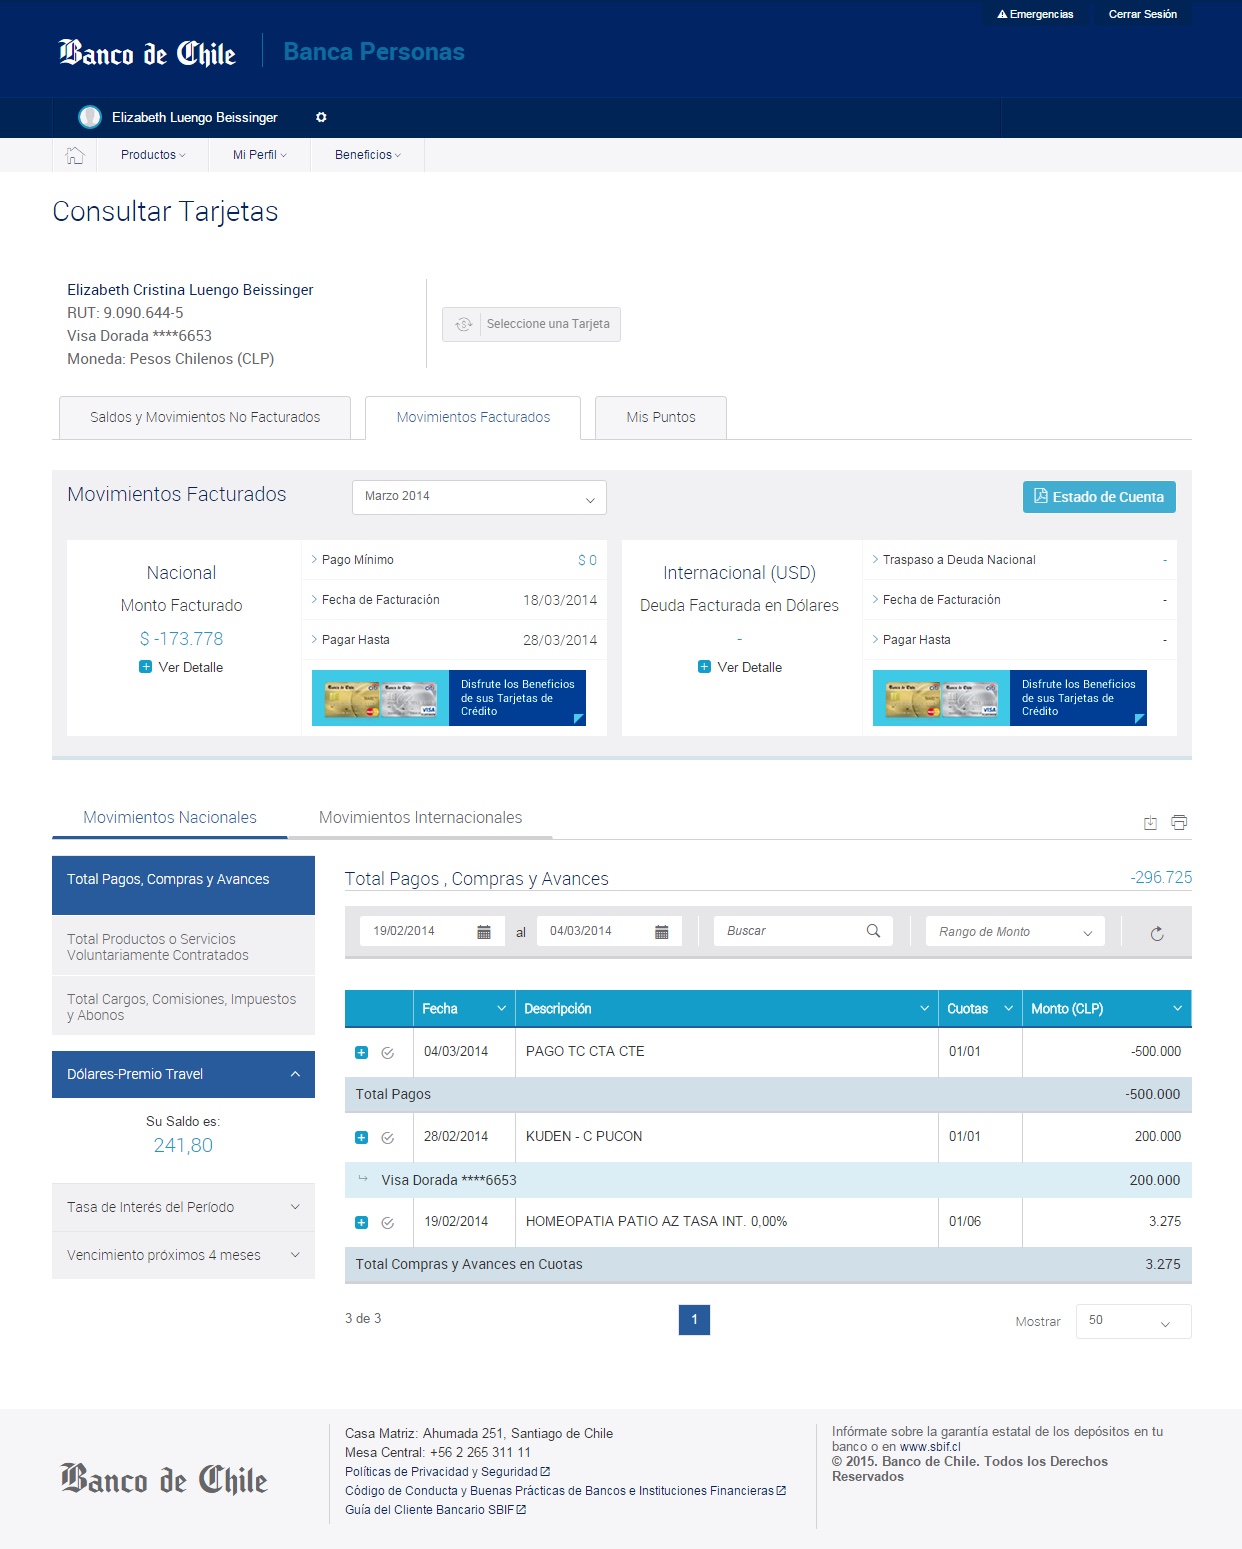 Emergencias
Cerrar Sesión
Banco de Chile
Banca Personas
Elizabeth Luengo Beissinger
Productos
Mi Perfil
Beneficios
Consultar Tarjetas
Elizabeth Cristina Luengo Beissinger
RUT: 9.090.644-5
Visa Dorada ****6653
Moneda: Pesos Chilenos (CLP)
Seleccione una Tarjeta
Saldos y Movimientos No Facturados
Movimientos Facturados
Mis Puntos
Movimientos Facturados
Marzo 2014
Estado de Cuenta
Nacional
Monto Facturado
$ -173.778
Ver Detalle
Pago Mínimo $ 0
Fecha de Facturación 18/03/2014
Pagar Hasta 28/03/2014
Disfrute los Beneficios
de sus Tarjetas de
Crédito
Internacional (USD)
Deuda Facturada en Dólares
-
Ver Detalle
Traspaso a Deuda Nacional -
Fecha de Facturación -
Pagar Hasta -
Disfrute los Beneficios
de sus Tarjetas de
Crédito
Movimientos Nacionales
Movimientos Internacionales
Total Pagos, Compras y Avances
Total Productos o Servicios
Voluntariamente Contratados
Total Cargos, Comisiones, Impuestos
y Abonos
Dólares-Premio Travel
Su Saldo es:
241,80
Tasa de Interés del Período
Vencimiento próximos 4 meses
Total Pagos , Compras y Avances -296.725
19/02/2014 al 04/03/2014 Buscar Rango de Monto
Fecha Descripción Cuotas Monto (CLP)
04/03/2014 PAGO TC CTA CTE 01/01 -500.000
Total Pagos -500.000
28/02/2014 KUDEN - C PUCON 01/01 200.000
Visa Dorada ****6653 200.000
19/02/2014 HOMEOPATIA PATIO AZ TASA INT. 0,00% 01/06 3.275
Total Compras y Avances en Cuotas 3.275
3 de 3 1 Mostrar 50
Banco de Chile
Casa Matriz: Ahumada 251, Santiago de Chile
Mesa Central: +56 2 265 311 11
Políticas de Privacidad y Seguridad
Código de Conducta y Buenas Prácticas de Bancos e Instituciones Financieras
Guía del Cliente Bancario SBIF
Infórmate sobre la garantía estatal de los depósitos en tu
banco o en www.sbif.cl
© 2015. Banco de Chile. Todos los Derechos
Reservados